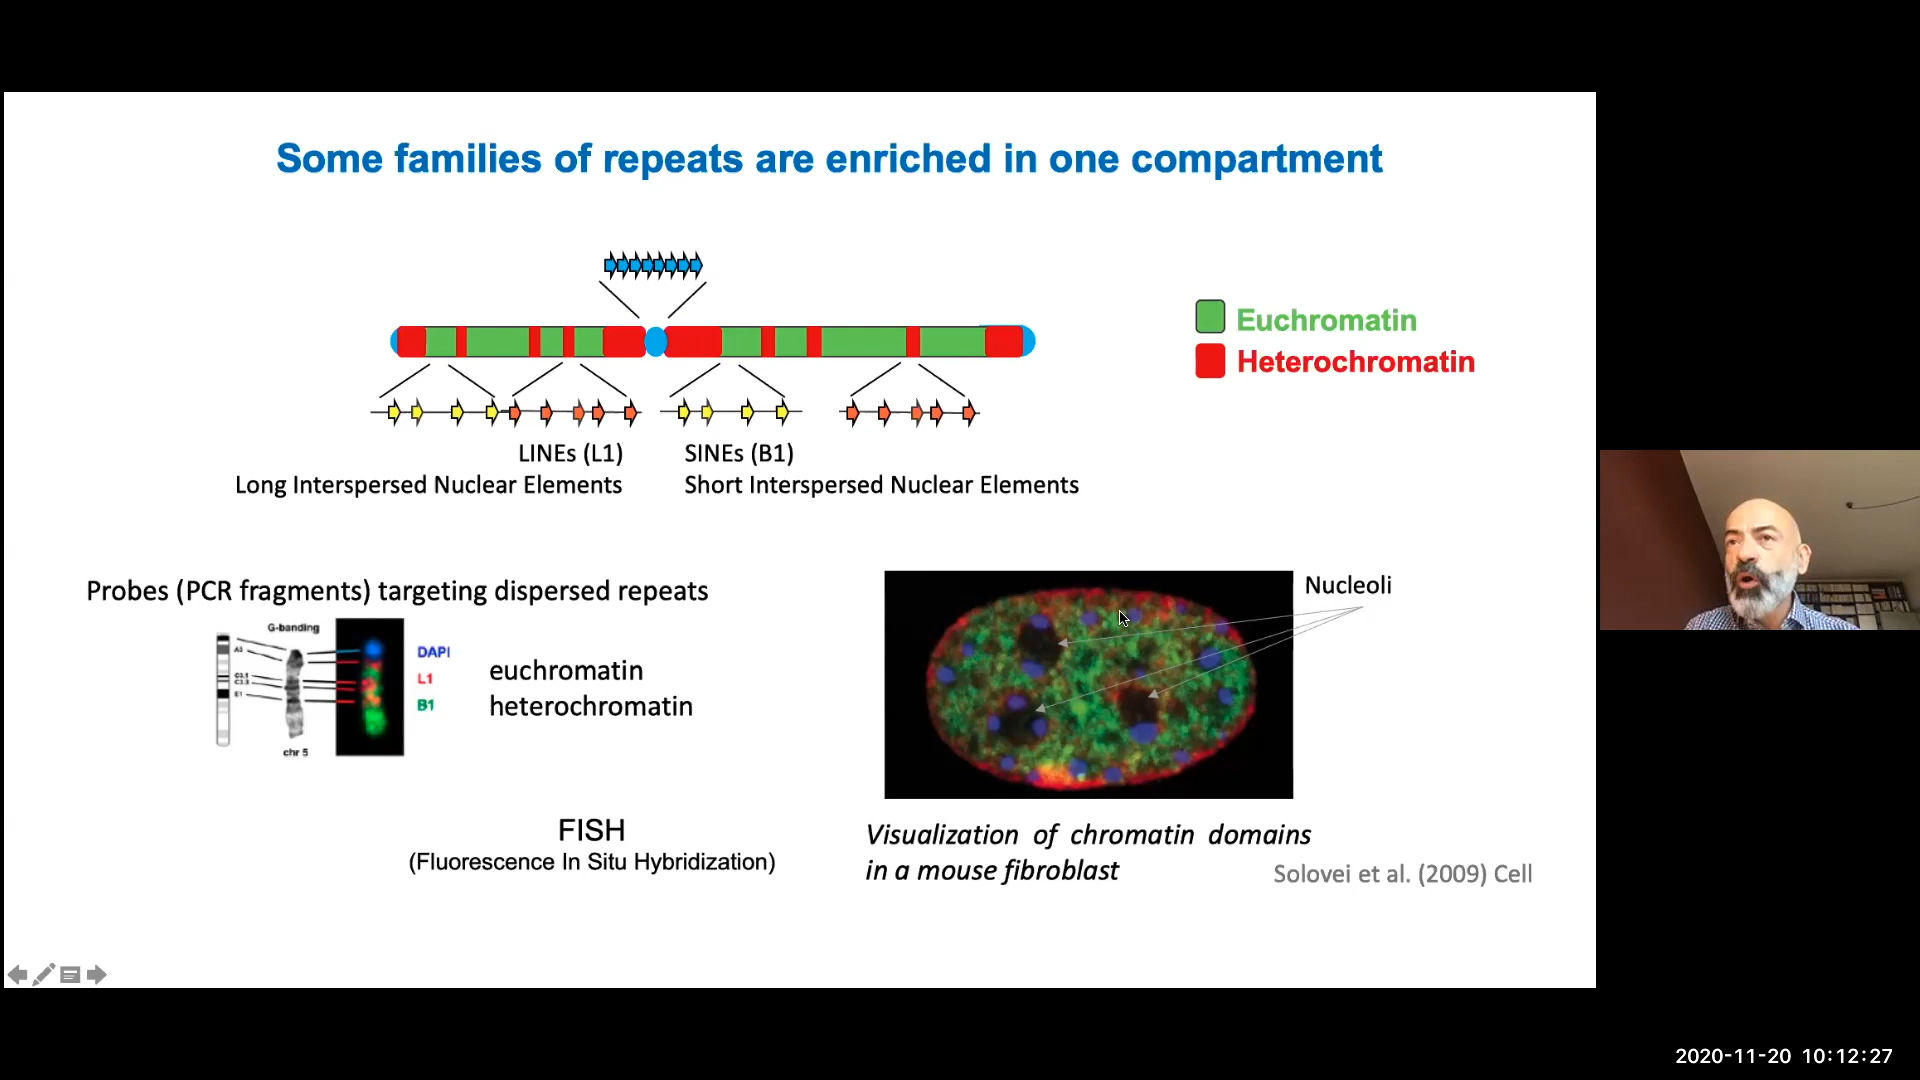 Some families of repeats are enriched in one compartment
Euchromatin
Heterochromatin
LINEs (L1)
Long Interspersed Nuclear Elements
SINEs (B1)
Short Interspersed Nuclear Elements
Probes (PCR fragments) targeting dispersed repeats
G-banding
chr 5
DAPI
L1
B1
euchromatin
heterochromatin
FISH
(Fluorescence In Situ Hybridization)
Nucleoli
Visualization of chromatin domains
in a mouse fibroblast
Solovei et al. (2009) Cell
2020-11-20 10:12:27